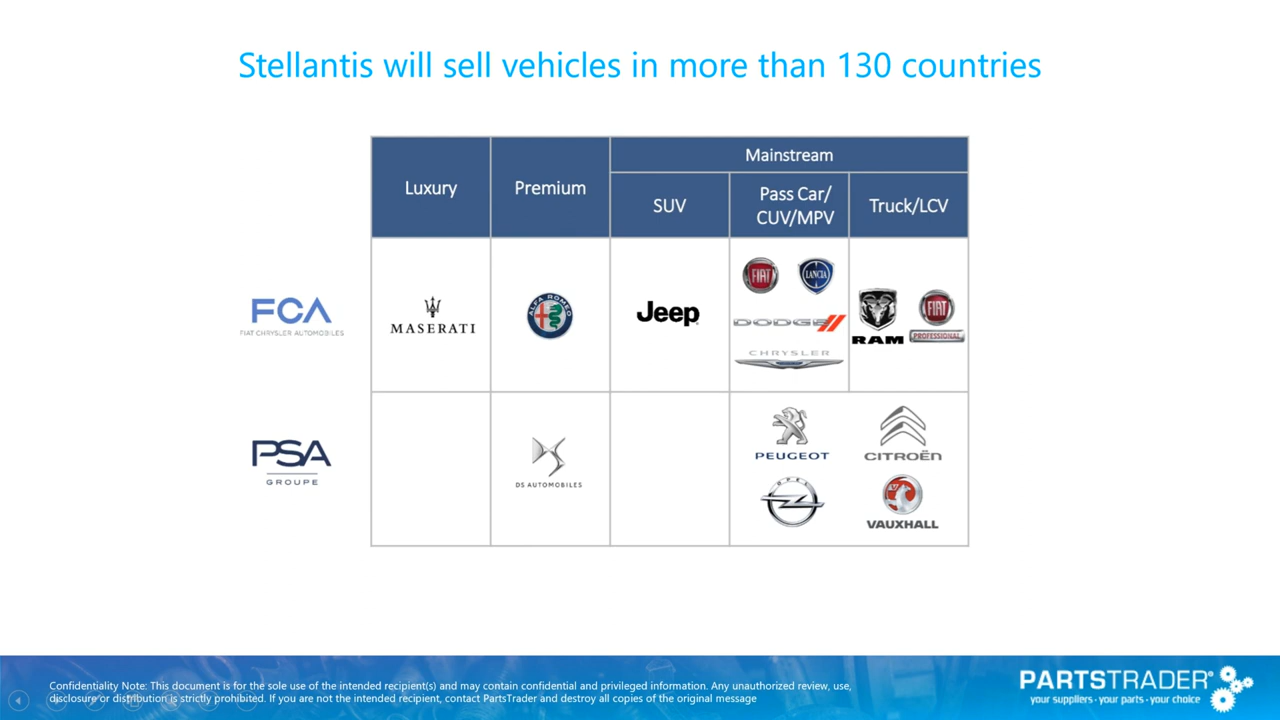 Stellantis will sell vehicles in more than 130 countries
Luxury
Premium
Mainstream
SUV
Pass Car/
CUV/MPV
Truck/LCV
FCA
FIAT CHRYSLER AUTOMOBILES
MASERATI
ALFA ROMEO
Jeep
FIAT
LANCIA
DODGE
CHRYSLER
RAM
FIAT
PROFESSIONAL
PSA
GROUPE
DS AUTOMOBILES
PEUGEOT
CITROËN
OPEL
VAUXHALL
Confidentiality Note: This document is for the sole use of the intended recipient(s) and may contain confidential and privileged information. Any unauthorized review, use,
disclosure or distribution is strictly prohibited. If you are not the intended recipient, contact PartsTrader and destroy all copies of the original message
PARTSTRADER®
your suppliers · your parts · your choice